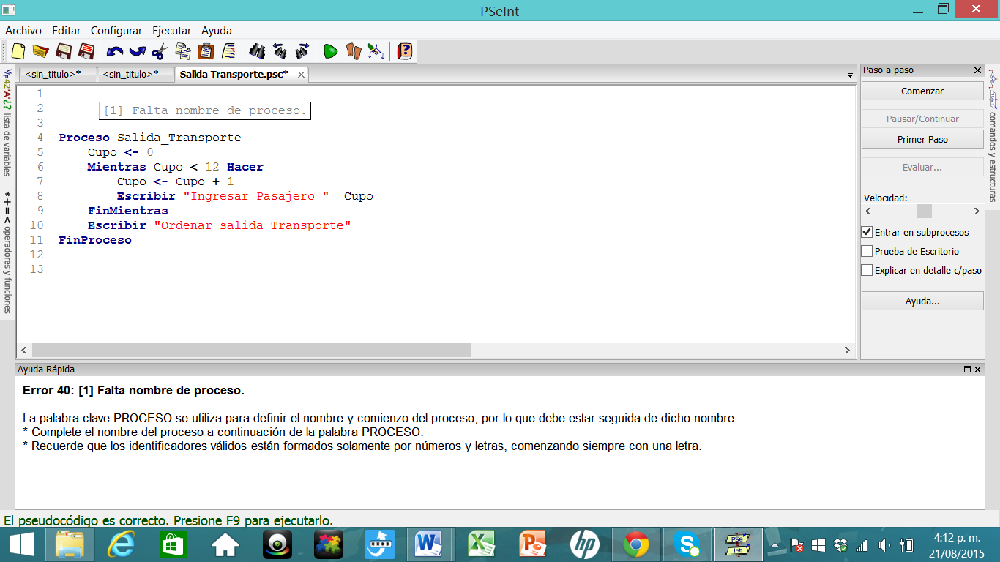 PSeInt
Archivo Editar Configurar Ejecutar Ayuda
<sin_titulo>* <sin_titulo>* Salida Transporte.psc*
lista de variables
operadores y funciones
1
2 [1] Falta nombre de proceso.
3
4 Proceso Salida_Transporte
5 Cupo <- 0
6 Mientras Cupo < 12 Hacer
7 Cupo <- Cupo + 1
8 Escribir "Ingresar Pasajero " Cupo
9 FinMientras
10 Escribir "Ordenar salida Transporte"
11 FinProceso
12
13
Paso a paso
Comenzar
Pausar/Continuar
Primer Paso
Evaluar...
Velocidad:
Entrar en subprocesos
Prueba de Escritorio
Explicar en detalle c/paso
Ayuda...
comandos y estructuras
Ayuda Rápida
Error 40: [1] Falta nombre de proceso.
La palabra clave PROCESO se utiliza para definir el nombre y comienzo del proceso, por lo que debe estar seguida de dicho nombre.
* Complete el nombre del proceso a continuación de la palabra PROCESO.
* Recuerde que los identificadores válidos están formados solamente por números y letras, comenzando siempre con una letra.
El pseudocódigo es correcto. Presione F9 para ejecutarlo.
4:12 p. m.
21/08/2015